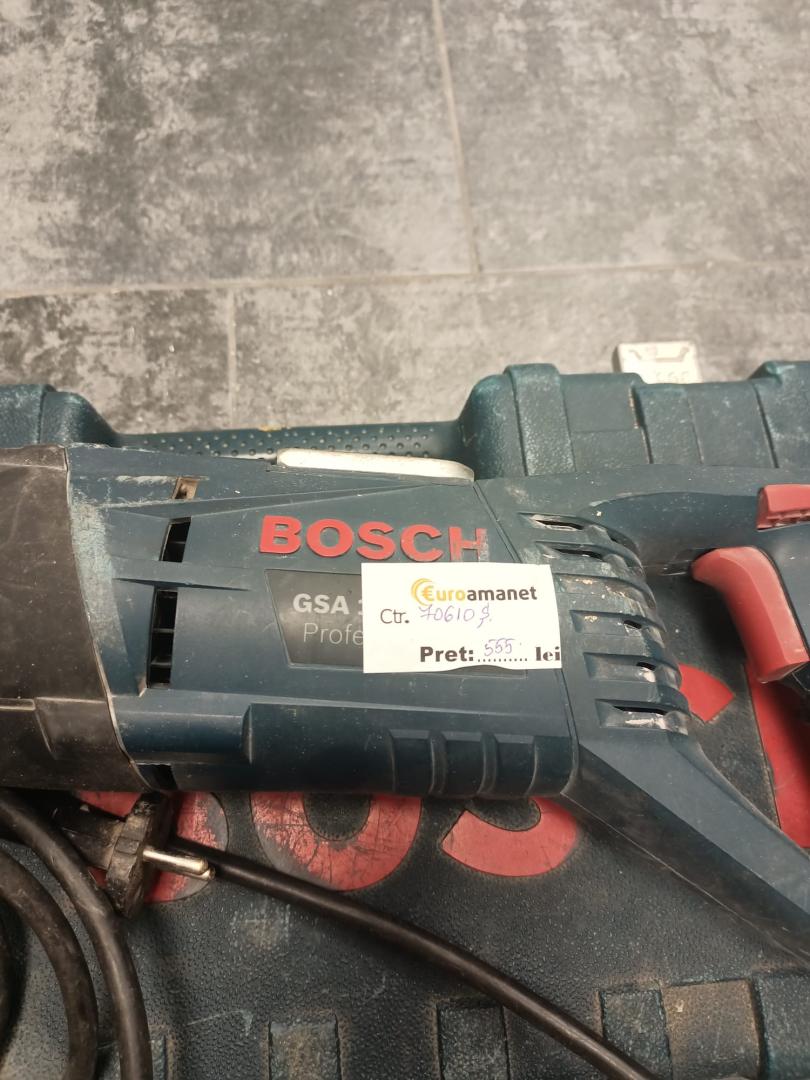 BOSCH
GSA
Profe
€uroamanet
Ctr. 70610
Pret: 555 lei